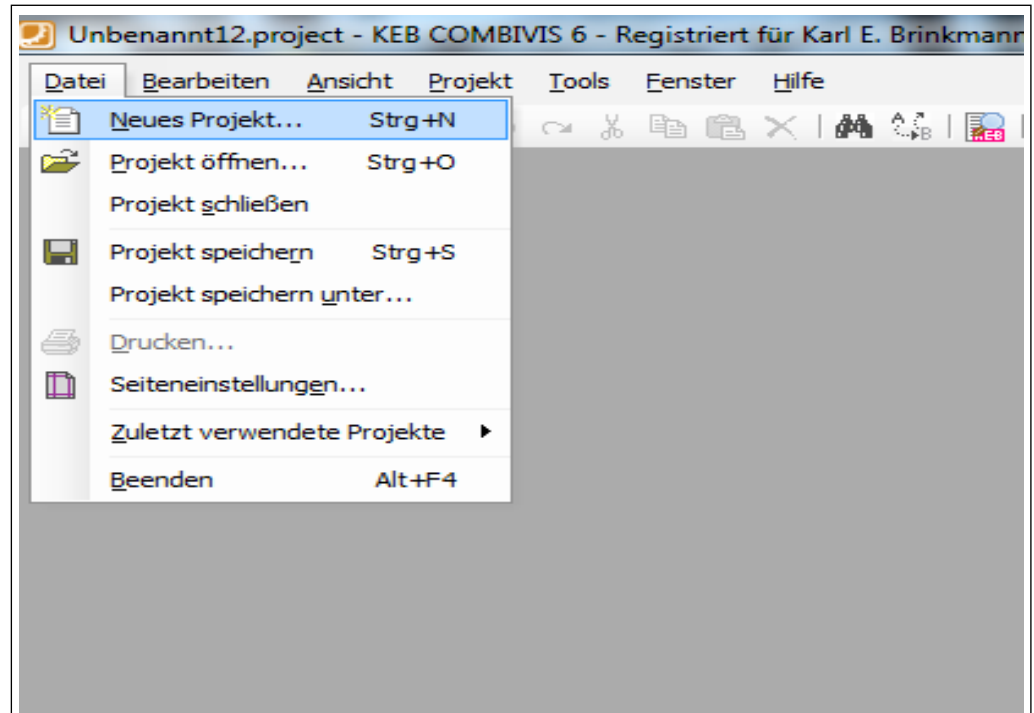 Unbenannt12.project - KEB COMBIVIS 6 - Registriert für Karl E. Brinkmann
Datei Bearbeiten Ansicht Projekt Tools Fenster Hilfe
Neues Projekt... Strg+N
Projekt öffnen... Strg+O
Projekt schließen
Projekt speichern Strg+S
Projekt speichern unter...
Drucken...
Seiteneinstellungen...
Zuletzt verwendete Projekte
Beenden Alt+F4